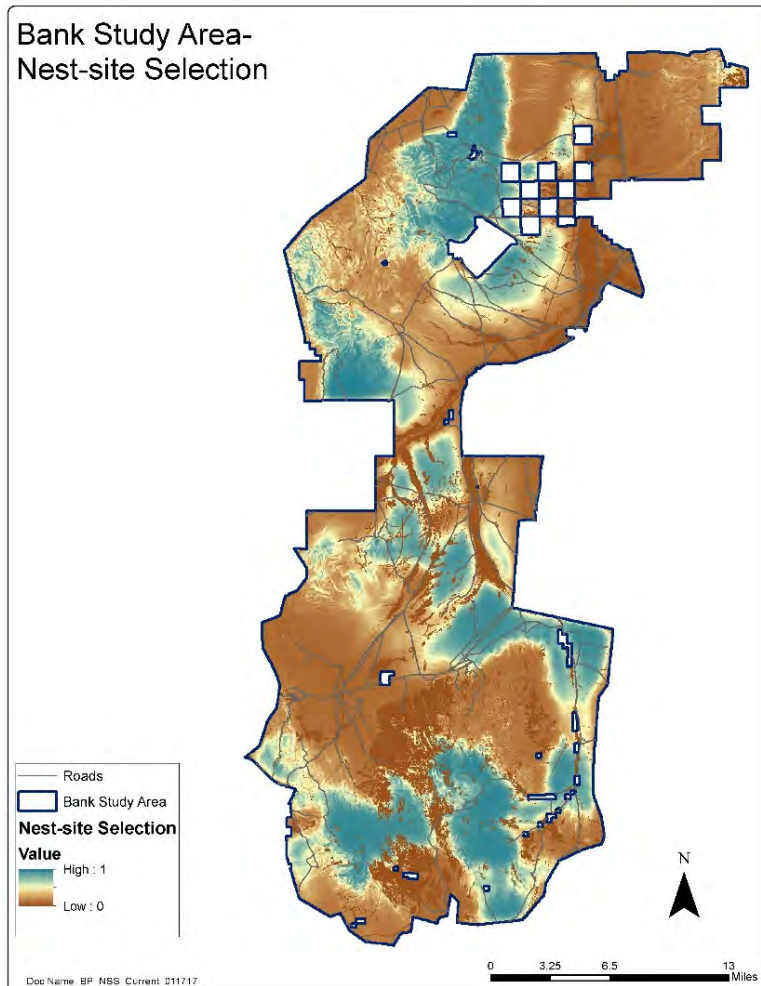 Bank Study Area-
Nest-site Selection
Roads
Bank Study Area
Nest-site Selection
Value
High : 1
Low : 0
N
0 3.25 6.5 13
Miles
Doc Name BP_NSS_Current_011717